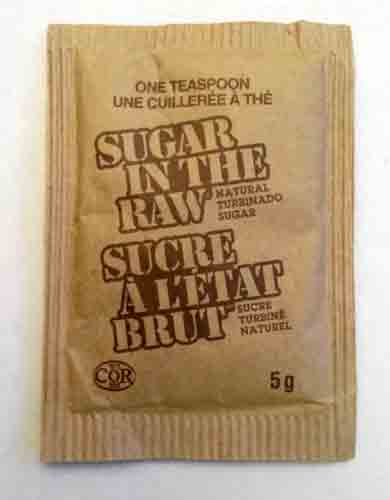 ONE TEASPOON
UNE CUILLERÉE À THÉ
SUGAR
IN THE
RAW
NATURAL
TURBINADO
SUGAR
SUCRE
À L'ÉTAT
BRUT
SUCRE
TURBINÉ
NATUREL
COR
5g